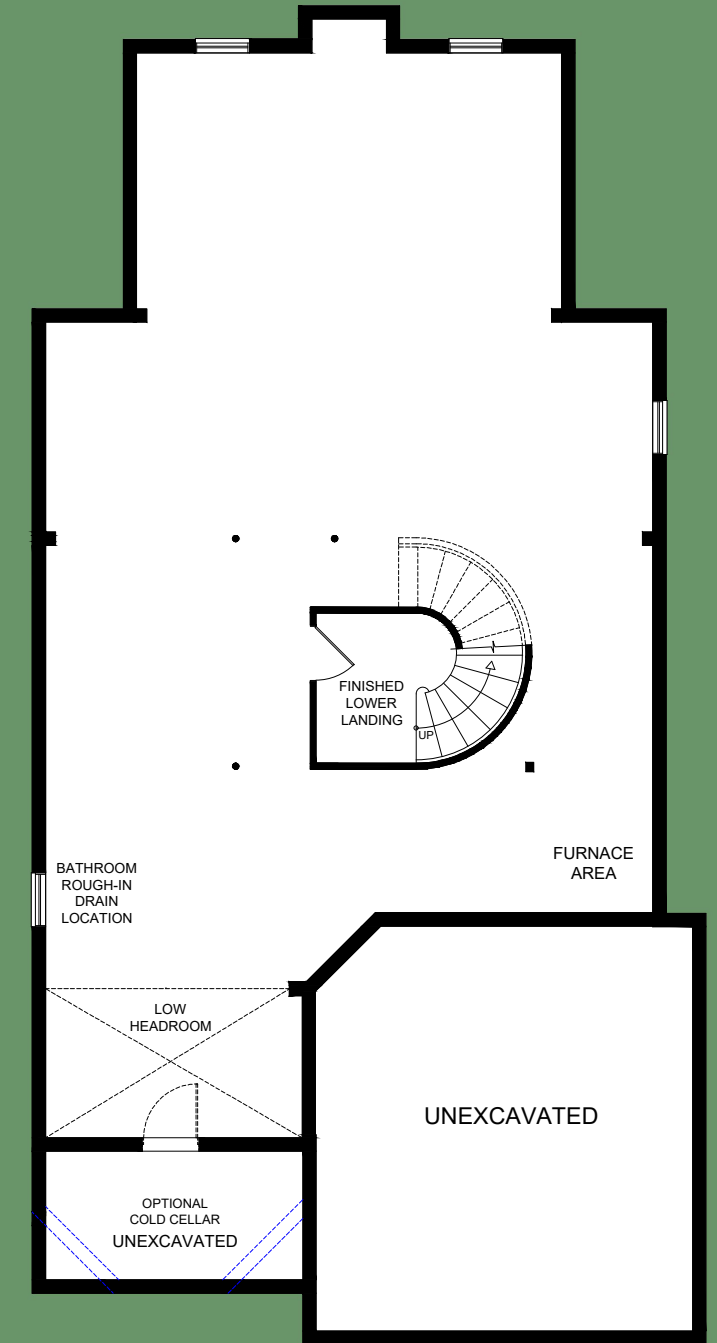 FINISHED
LOWER
LANDING
UP
BATHROOM
ROUGH-IN
DRAIN
LOCATION
FURNACE
AREA
LOW
HEADROOM
UNEXCAVATED
OPTIONAL
COLD CELLAR
UNEXCAVATED